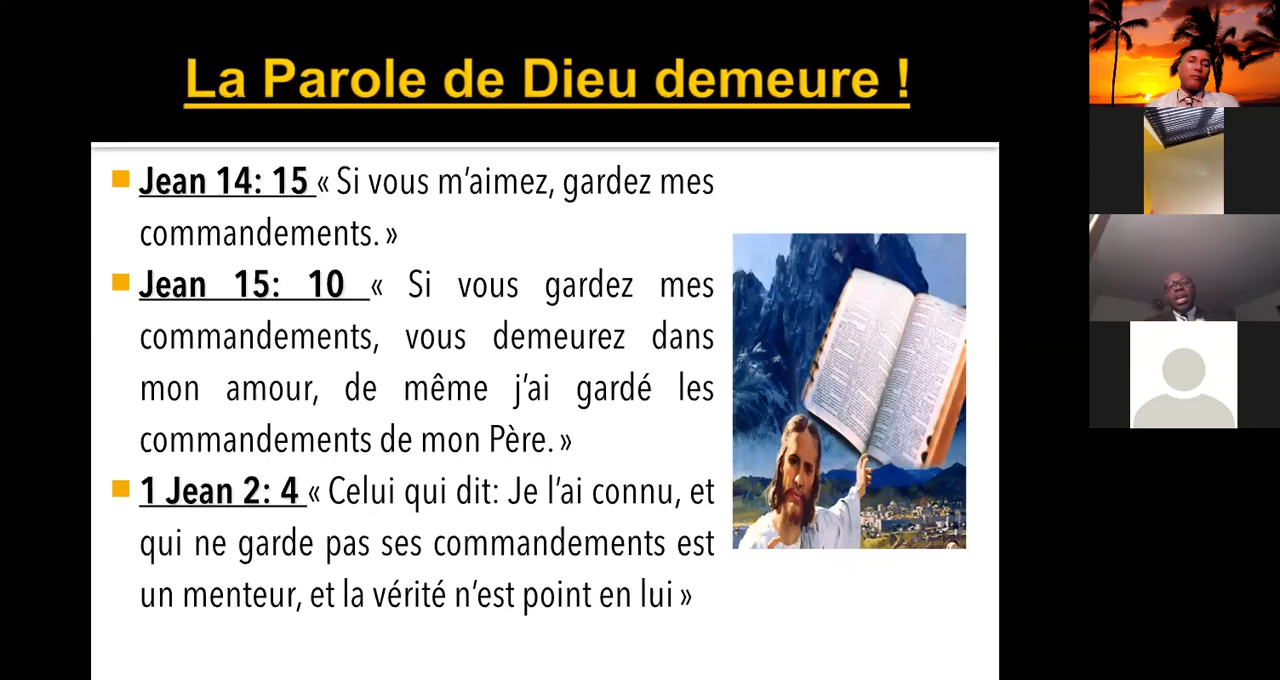 La Parole de Dieu demeure !
Jean 14: 15 « Si vous m’aimez, gardez mes
commandements. »
Jean 15: 10 « Si vous gardez mes
commandements, vous demeurez dans
mon amour, de même j’ai gardé les
commandements de mon Père. »
1 Jean 2: 4 « Celui qui dit: Je l’ai connu, et
qui ne garde pas ses commandements est
un menteur, et la vérité n’est point en lui »